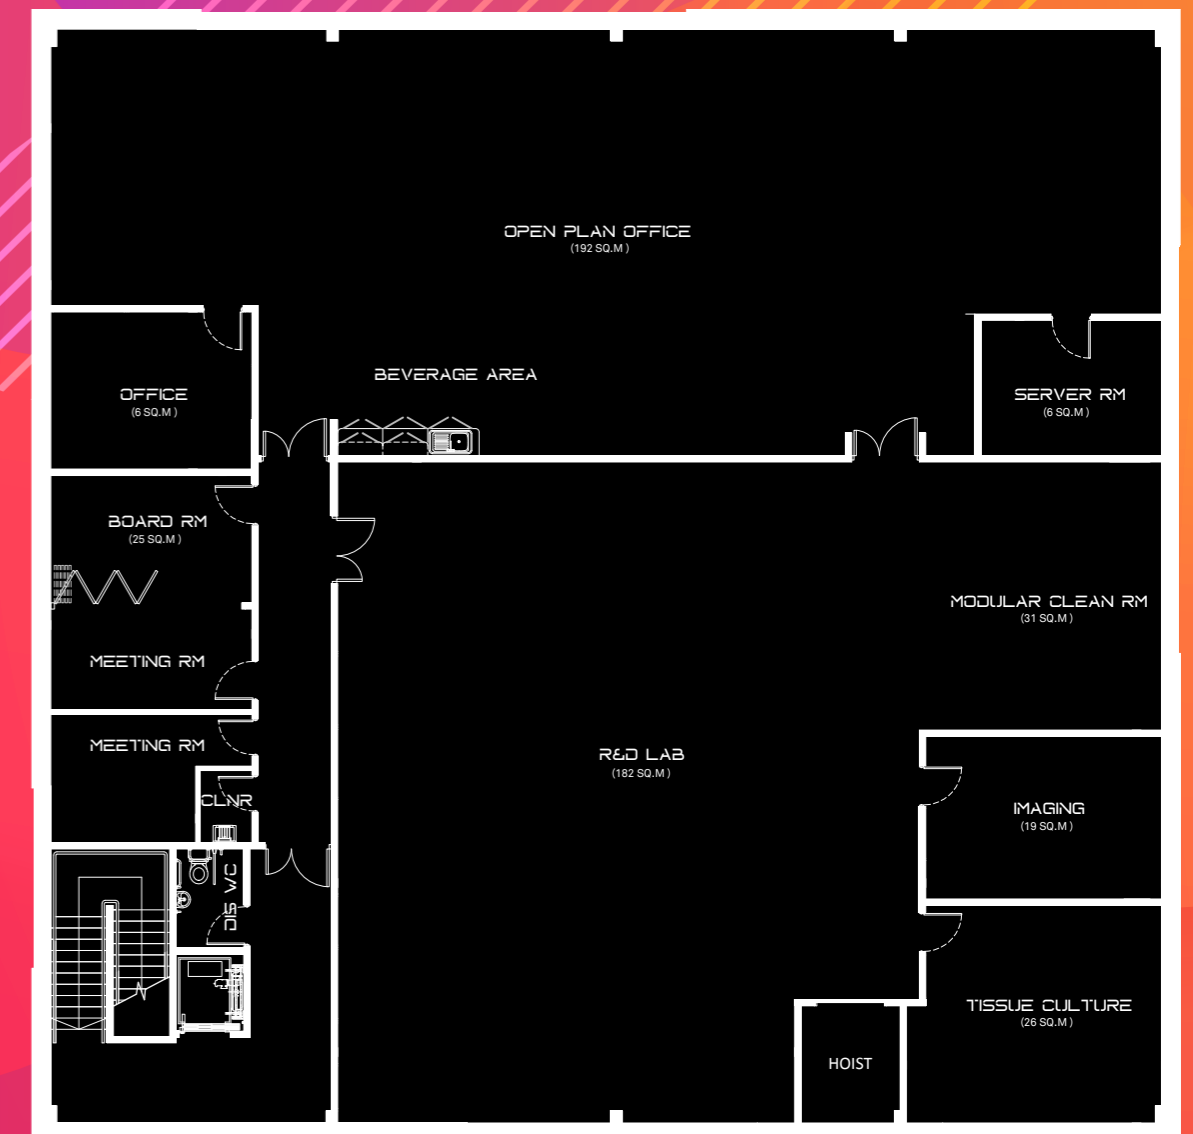 OPEN PLAN OFFICE
(192 SQ.M )
BEVERAGE AREA
OFFICE
(6 SQ.M )
SERVER RM
(6 SQ.M )
BOARD RM
(25 SQ.M )
MODULAR CLEAN RM
(31 SQ.M )
MEETING RM
MEETING RM
R&D LAB
(182 SQ.M )
CLNR
IMAGING
(19 SQ.M )
DIS WC
TISSUE CULTURE
(26 SQ.M )
HOIST